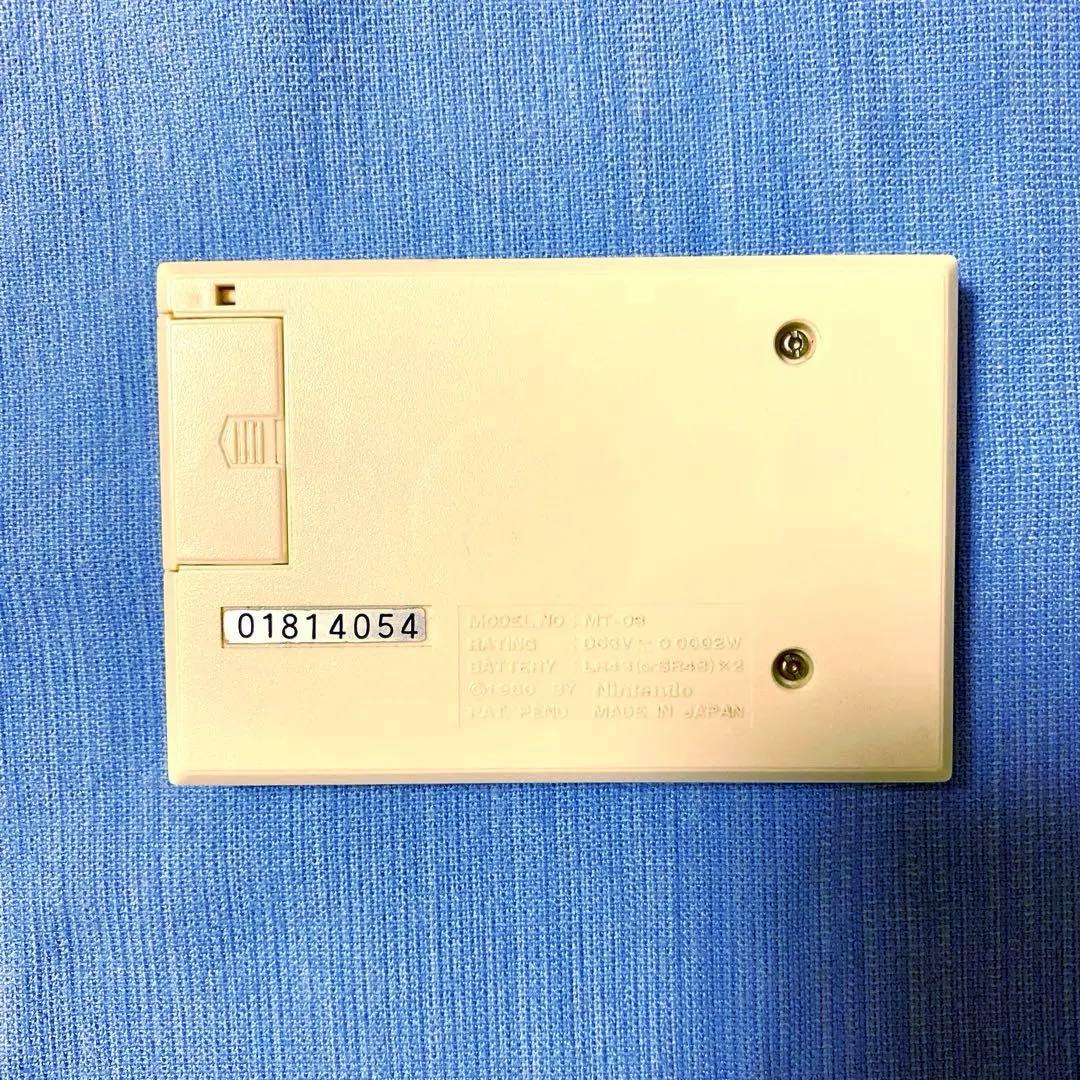 01814054
MODEL NO : MT-03
RATING : DC3V ⎓ 0.0002W
BATTERY : LR43 (or SR43) × 2
©1980 BY Nintendo
PAT. PEND MADE IN JAPAN